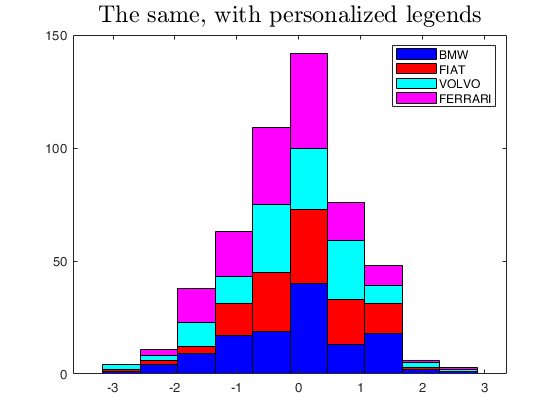 The same, with personalized legends
150
100
50
0
BMW
FIAT
VOLVO
FERRARI
-3 -2 -1 0 1 2 3